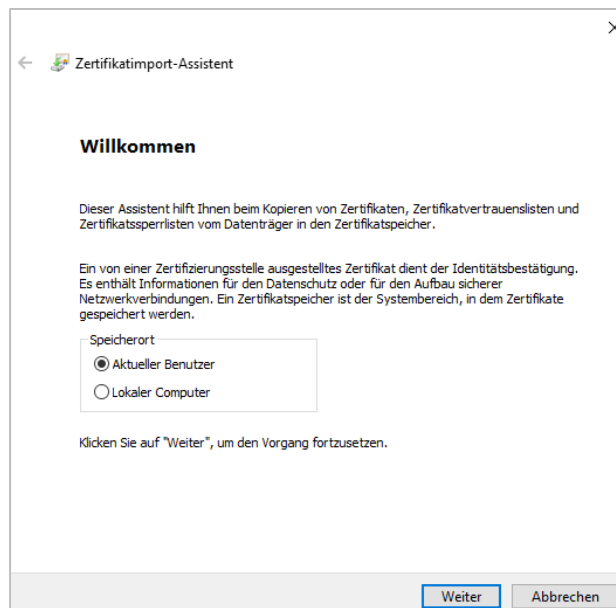 Zertifikatimport-Assistent
Willkommen
Dieser Assistent hilft Ihnen beim Kopieren von Zertifikaten, Zertifikatvertrauenslisten und
Zertifikatssperrlisten vom Datenträger in den Zertifikatspeicher.
Ein von einer Zertifizierungsstelle ausgestelltes Zertifikat dient der Identitätsbestätigung.
Es enthält Informationen für den Datenschutz oder für den Aufbau sicherer
Netzwerkverbindungen. Ein Zertifikatspeicher ist der Systembereich, in dem Zertifikate
gespeichert werden.
Speicherort
Aktueller Benutzer
Lokaler Computer
Klicken Sie auf "Weiter", um den Vorgang fortzusetzen.
Weiter Abbrechen